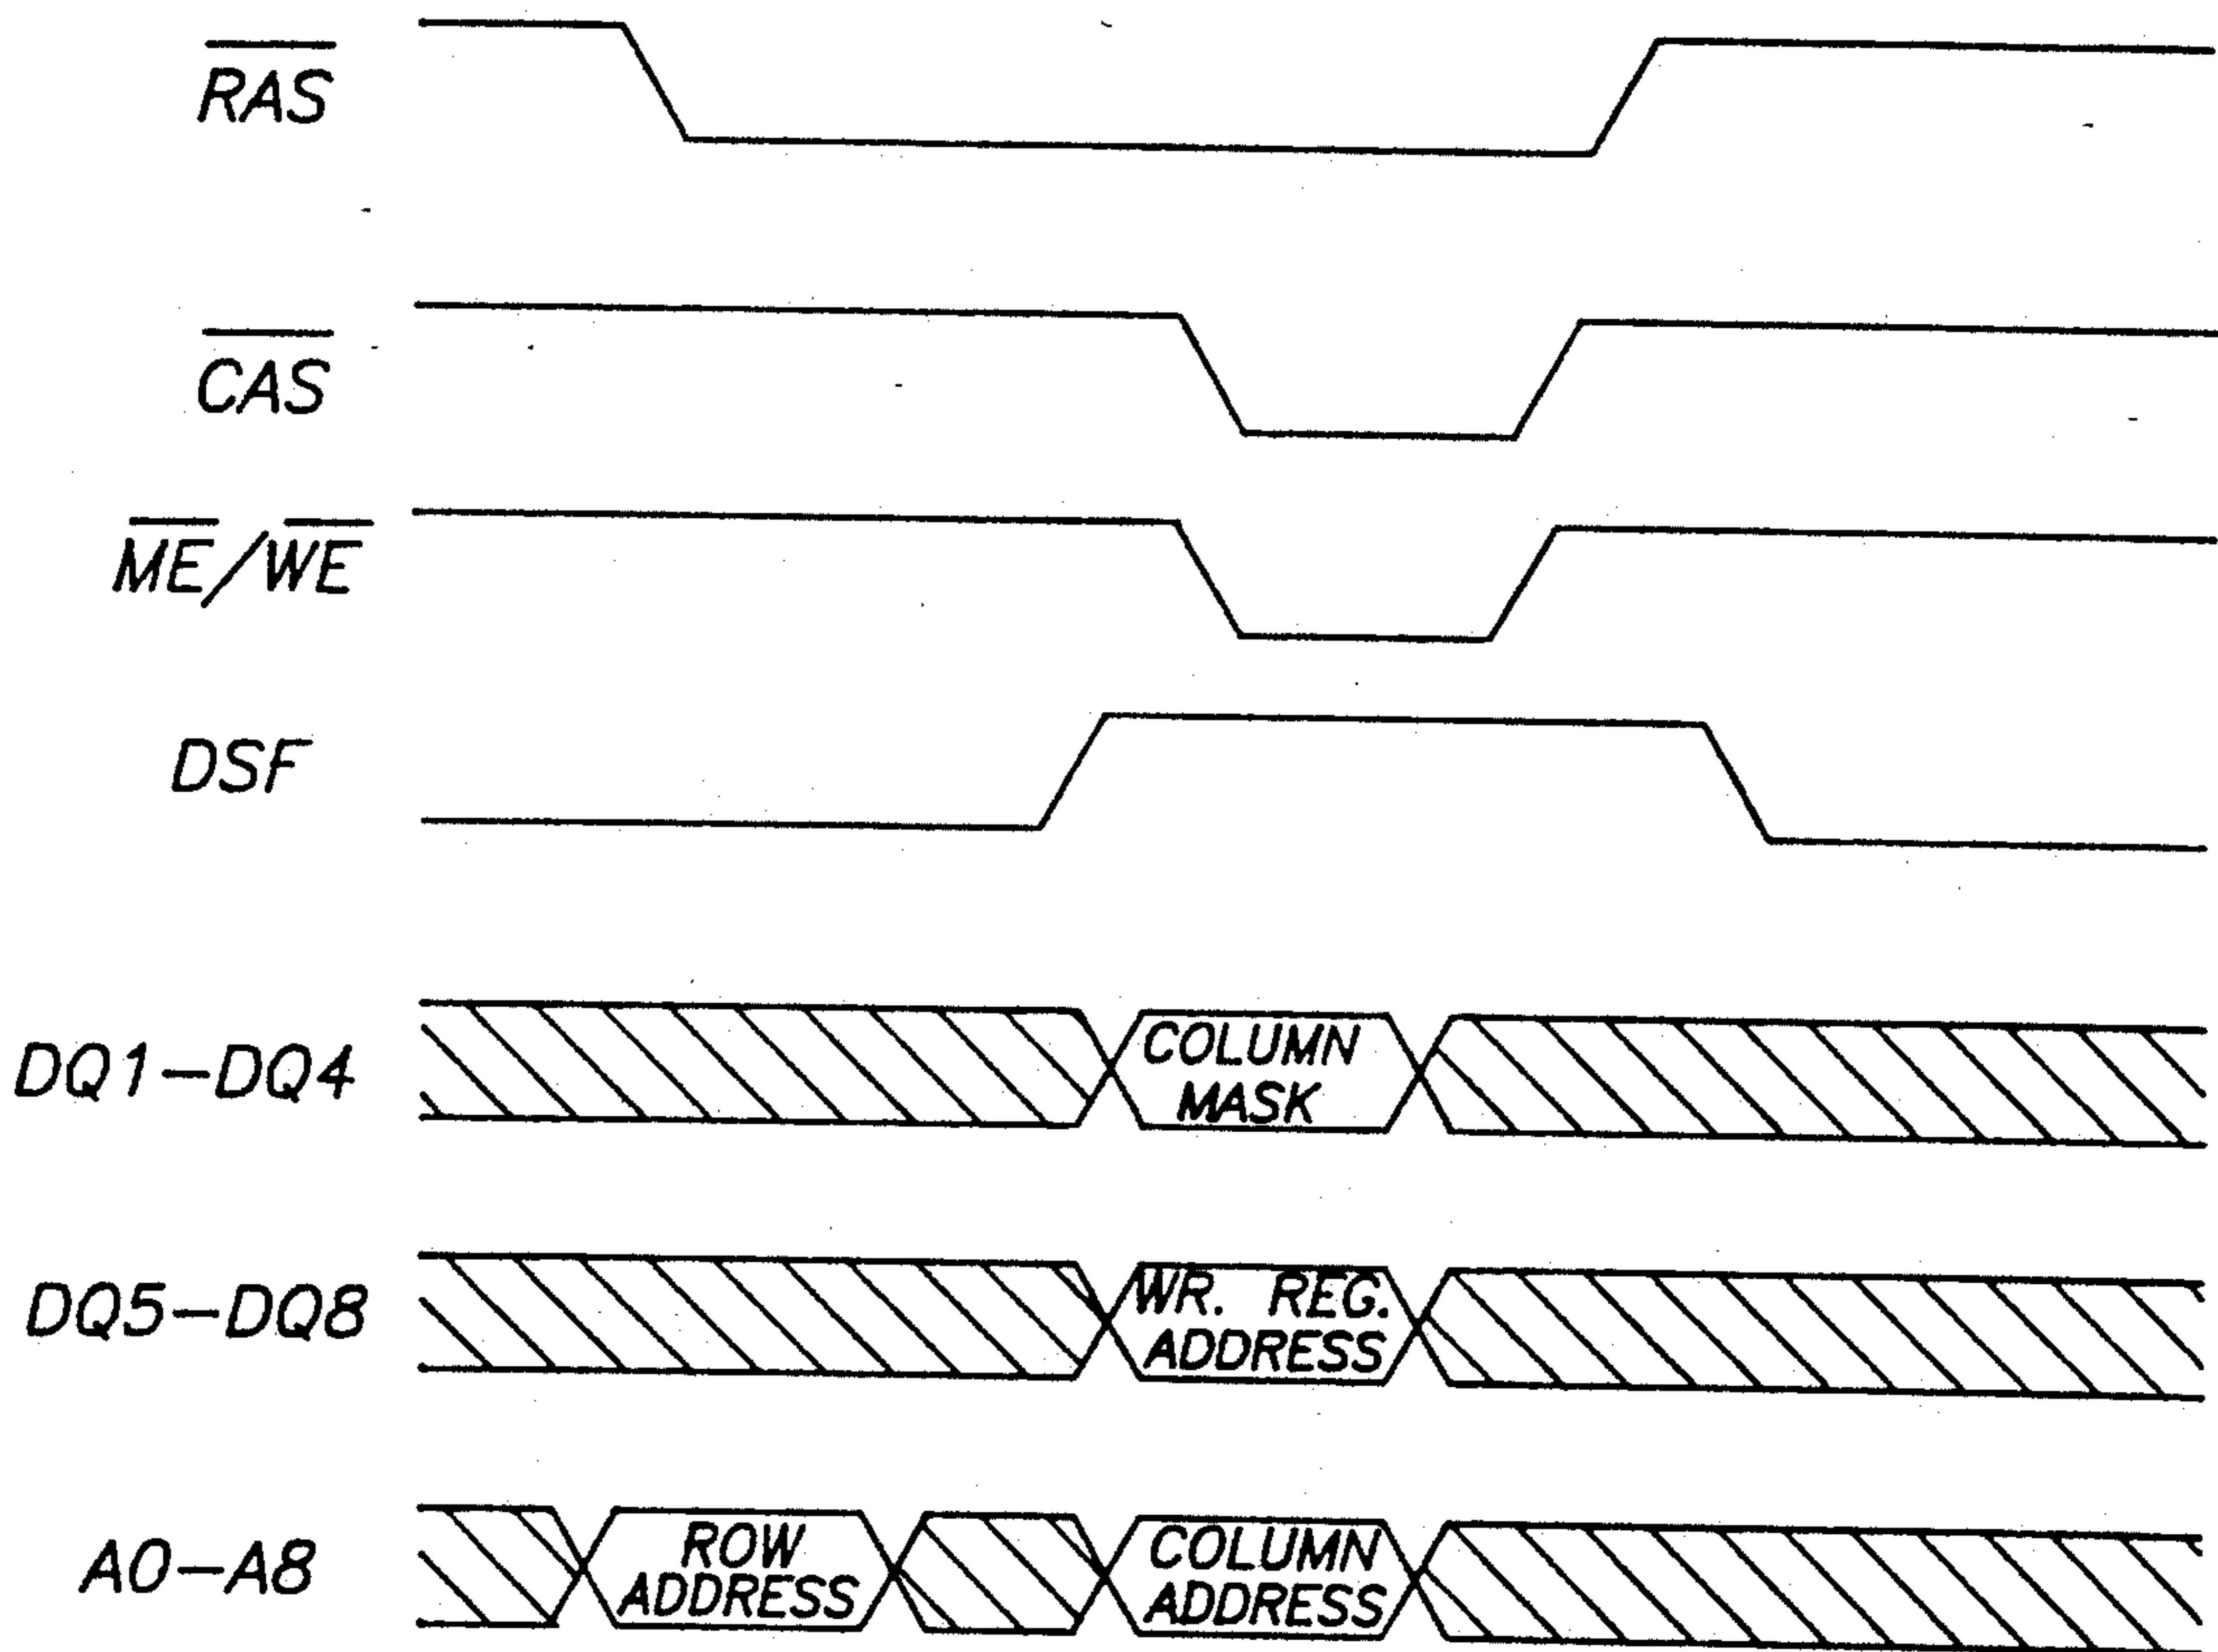 RAS
CAS
ME/WE
DSF
DQ1-DQ4
COLUMN
MASK
DQ5-DQ8
WR. REG.
ADDRESS
A0-A8
ROW
ADDRESS
COLUMN
ADDRESS